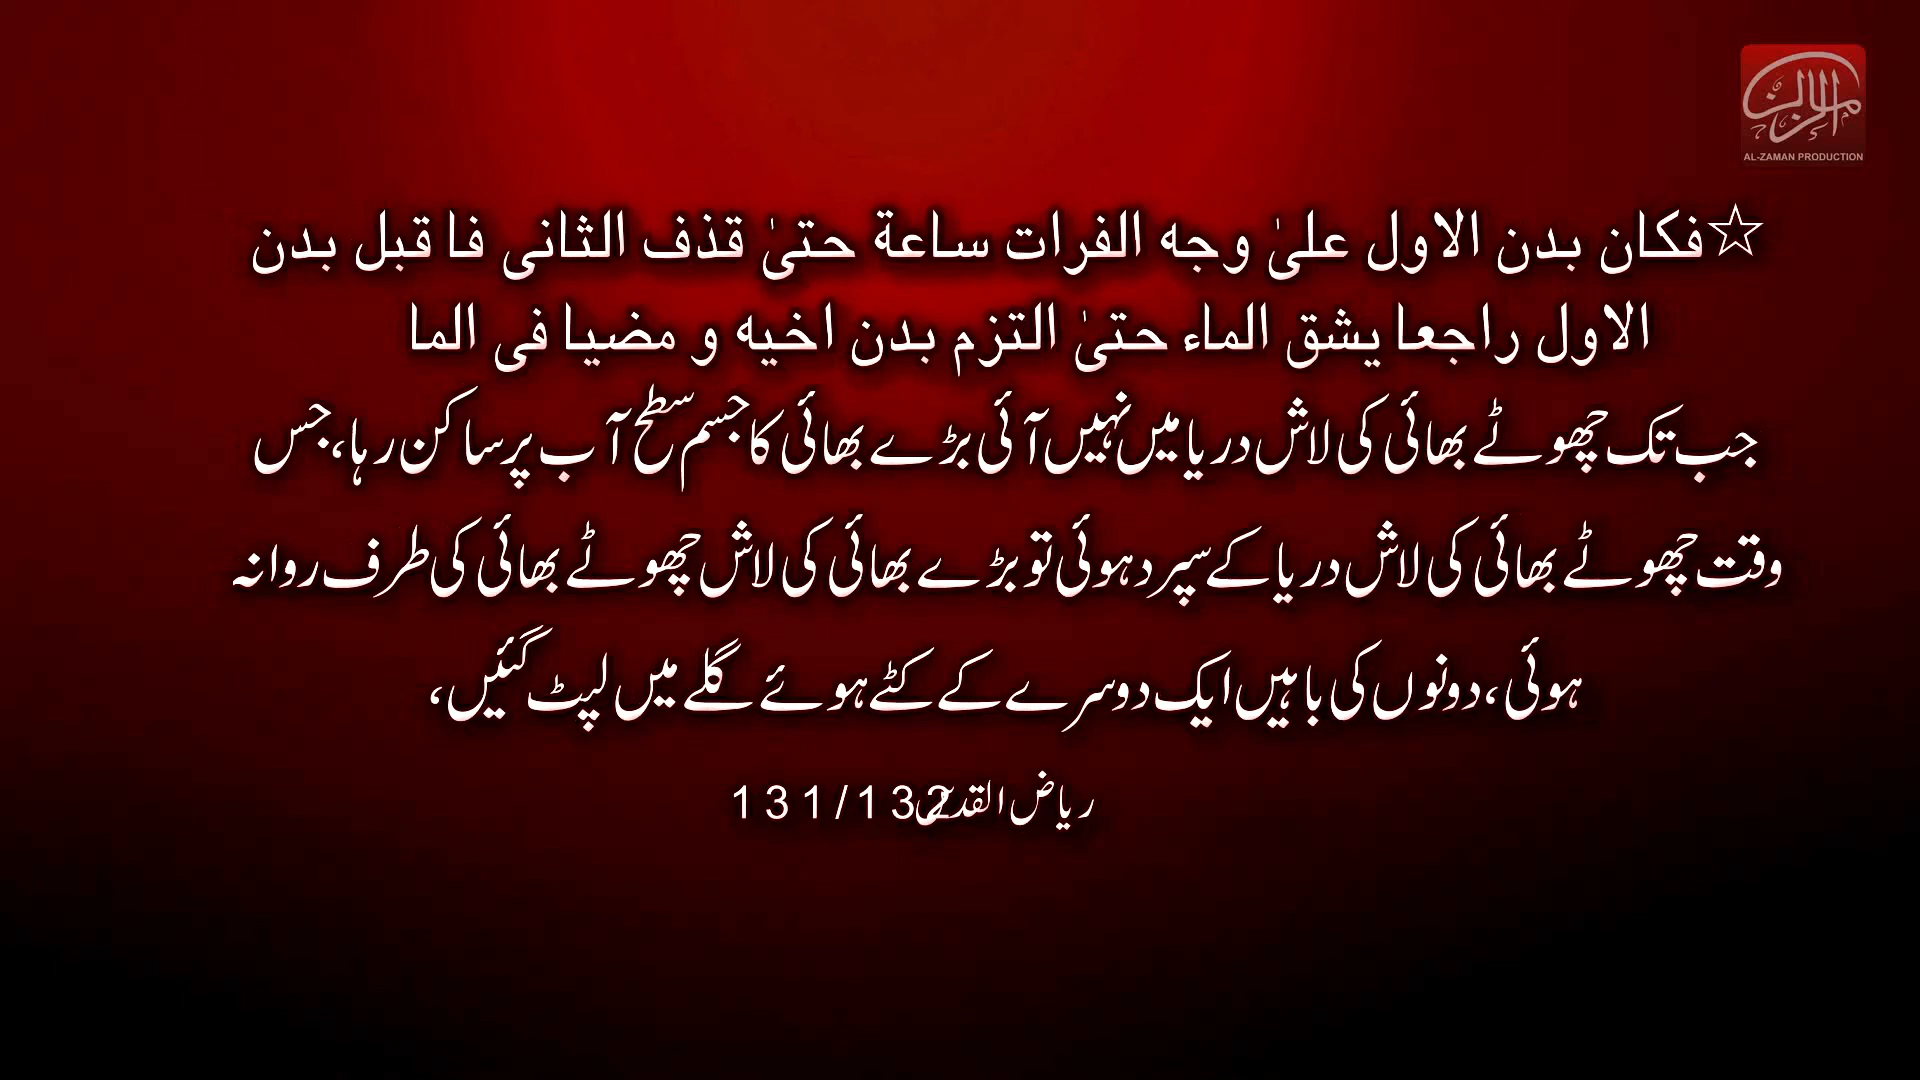 الزمان
AL-ZAMAN PRODUCTION
☆فکان بدن الاول علیٰ وجه الفرات ساعة حتیٰ قذف الثانی فا قبل بدن
الاول راجعا یشق الماء حتیٰ التزم بدن اخیه و مضیا فی الما
جب تک چھوٹے بھائی کی لاش دریا میں نہیں آئی بڑے بھائی کا جسم سطح آب پر ساکن رہا، جس
وقت چھوٹے بھائی کی لاش دریا کے سپرد ہوئی تو بڑے بھائی کی لاش چھوٹے بھائی کی طرف روانہ
ہوئی، دونوں کی باہیں ایک دوسرے کے کٹے ہوئے گلے میں لپٹ گئیں،
ریاض القدس 131/132